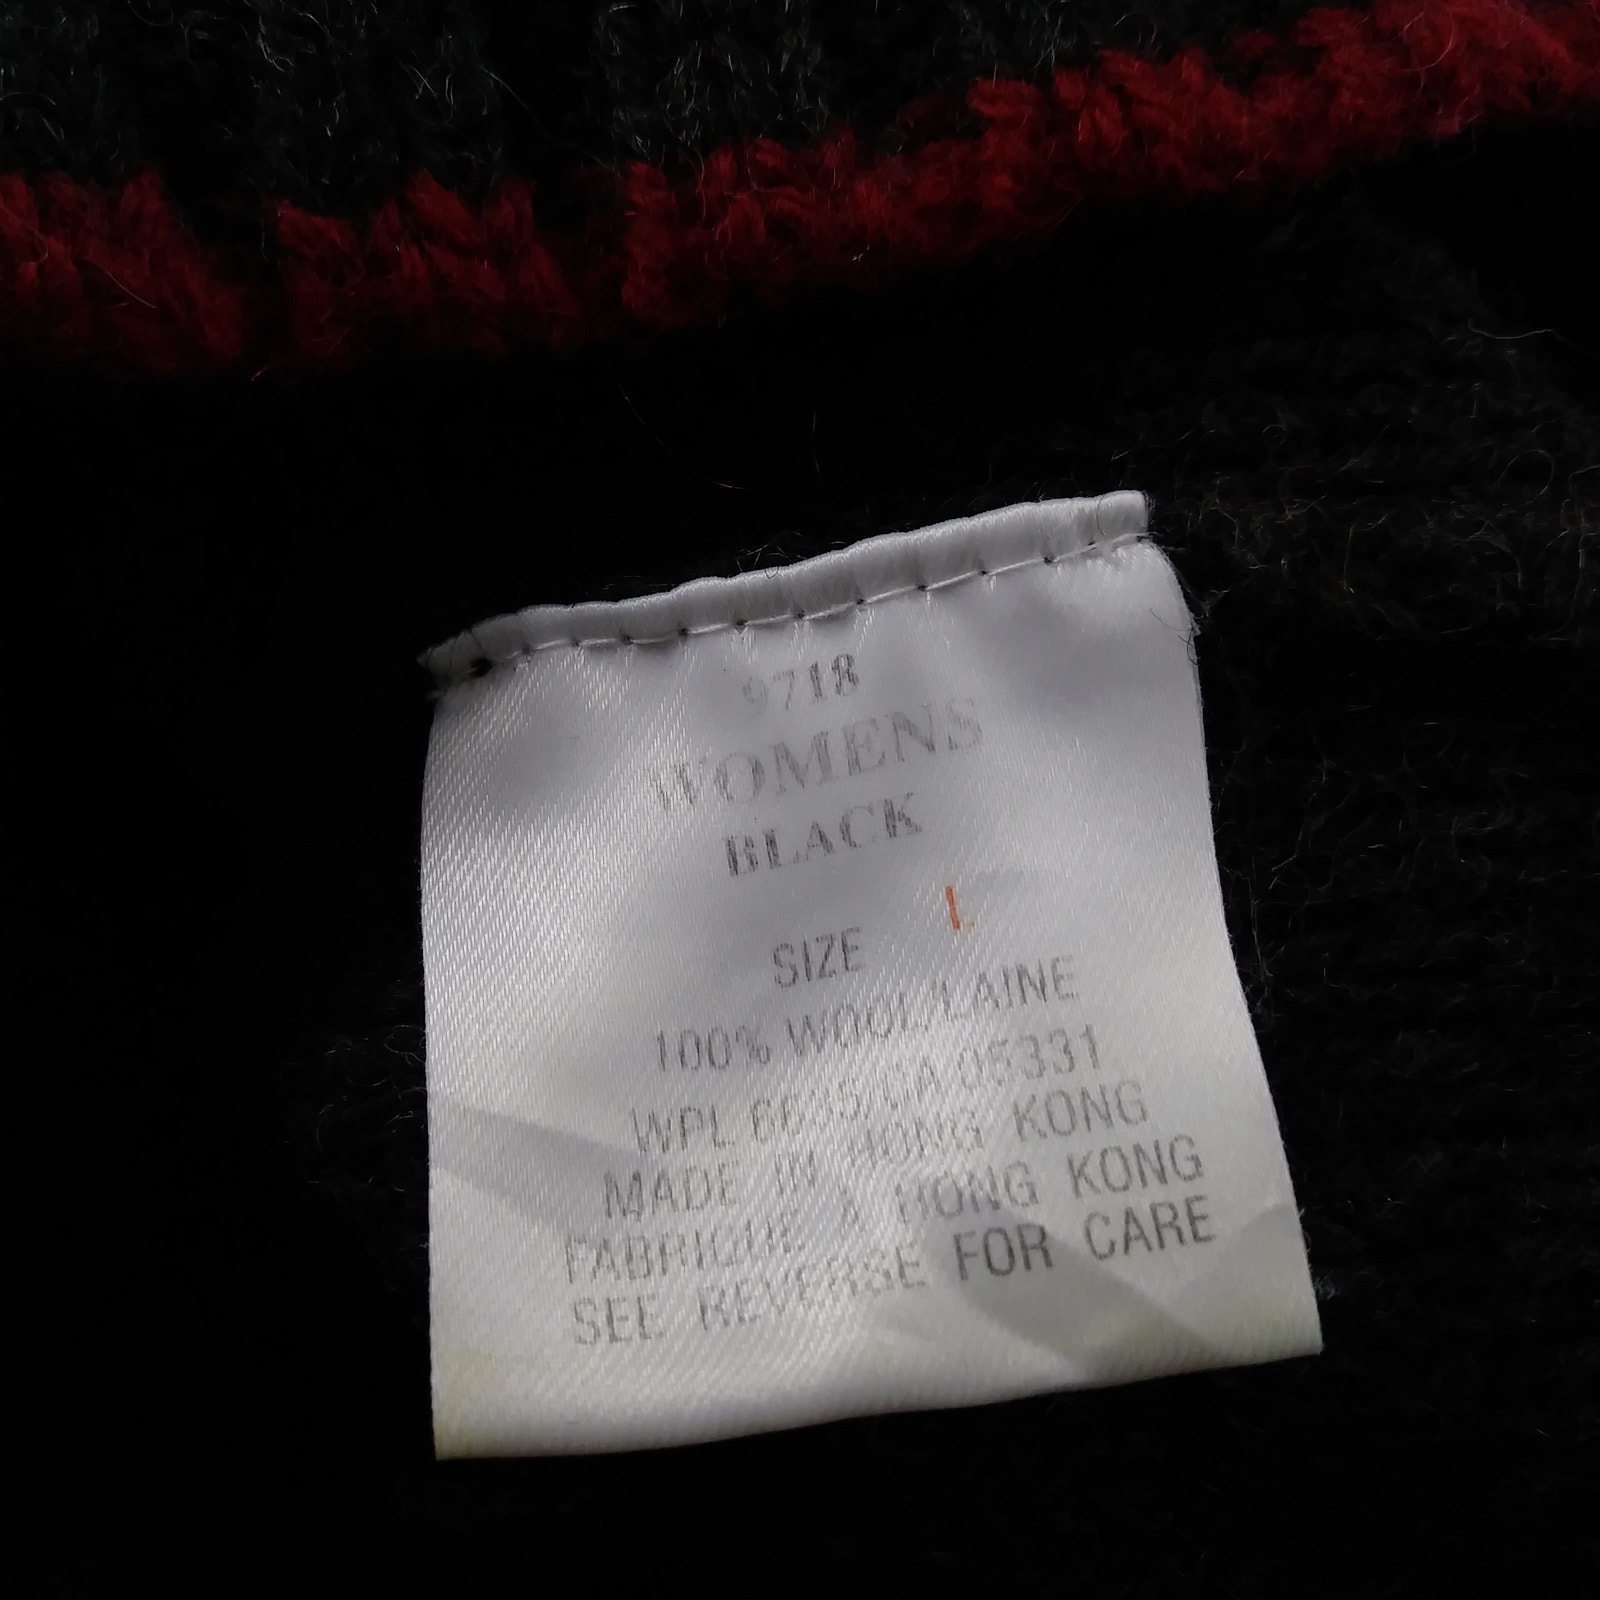 9718
WOMENS
BLACK
SIZE L
100% WOOL/LAINE
WPL CA 05331
MADE IN HONG KONG
FABRIQUE A HONG KONG
SEE REVERSE FOR CARE